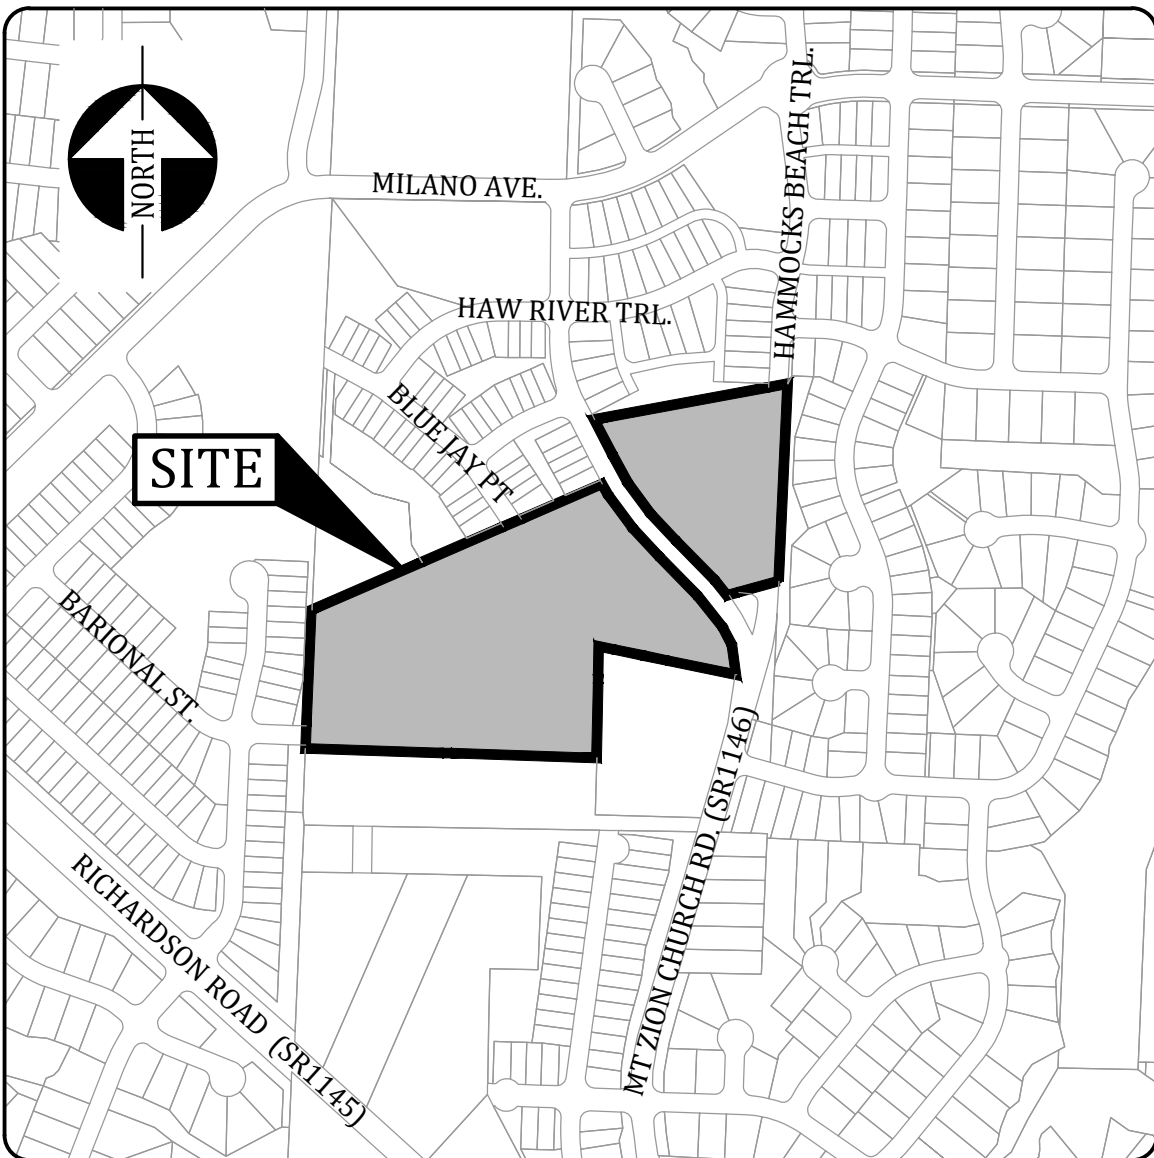 HAMMOCKS BEACH TRL.
NORTH
MILANO AVE.
HAW RIVER TRL.
BLUE JAY PT
SITE
BARIONAL ST.
MT ZION CHURCH RD. (SR1146)
RICHARDSON ROAD (SR1145)